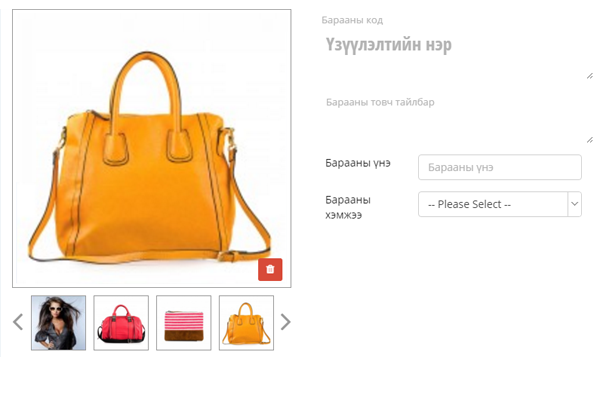 Барааны код
Үзүүлэлтийн нэр
Барааны товч тайлбар
Барааны үнэ
Барааны үнэ
Барааны хэмжээ
-- Please Select --